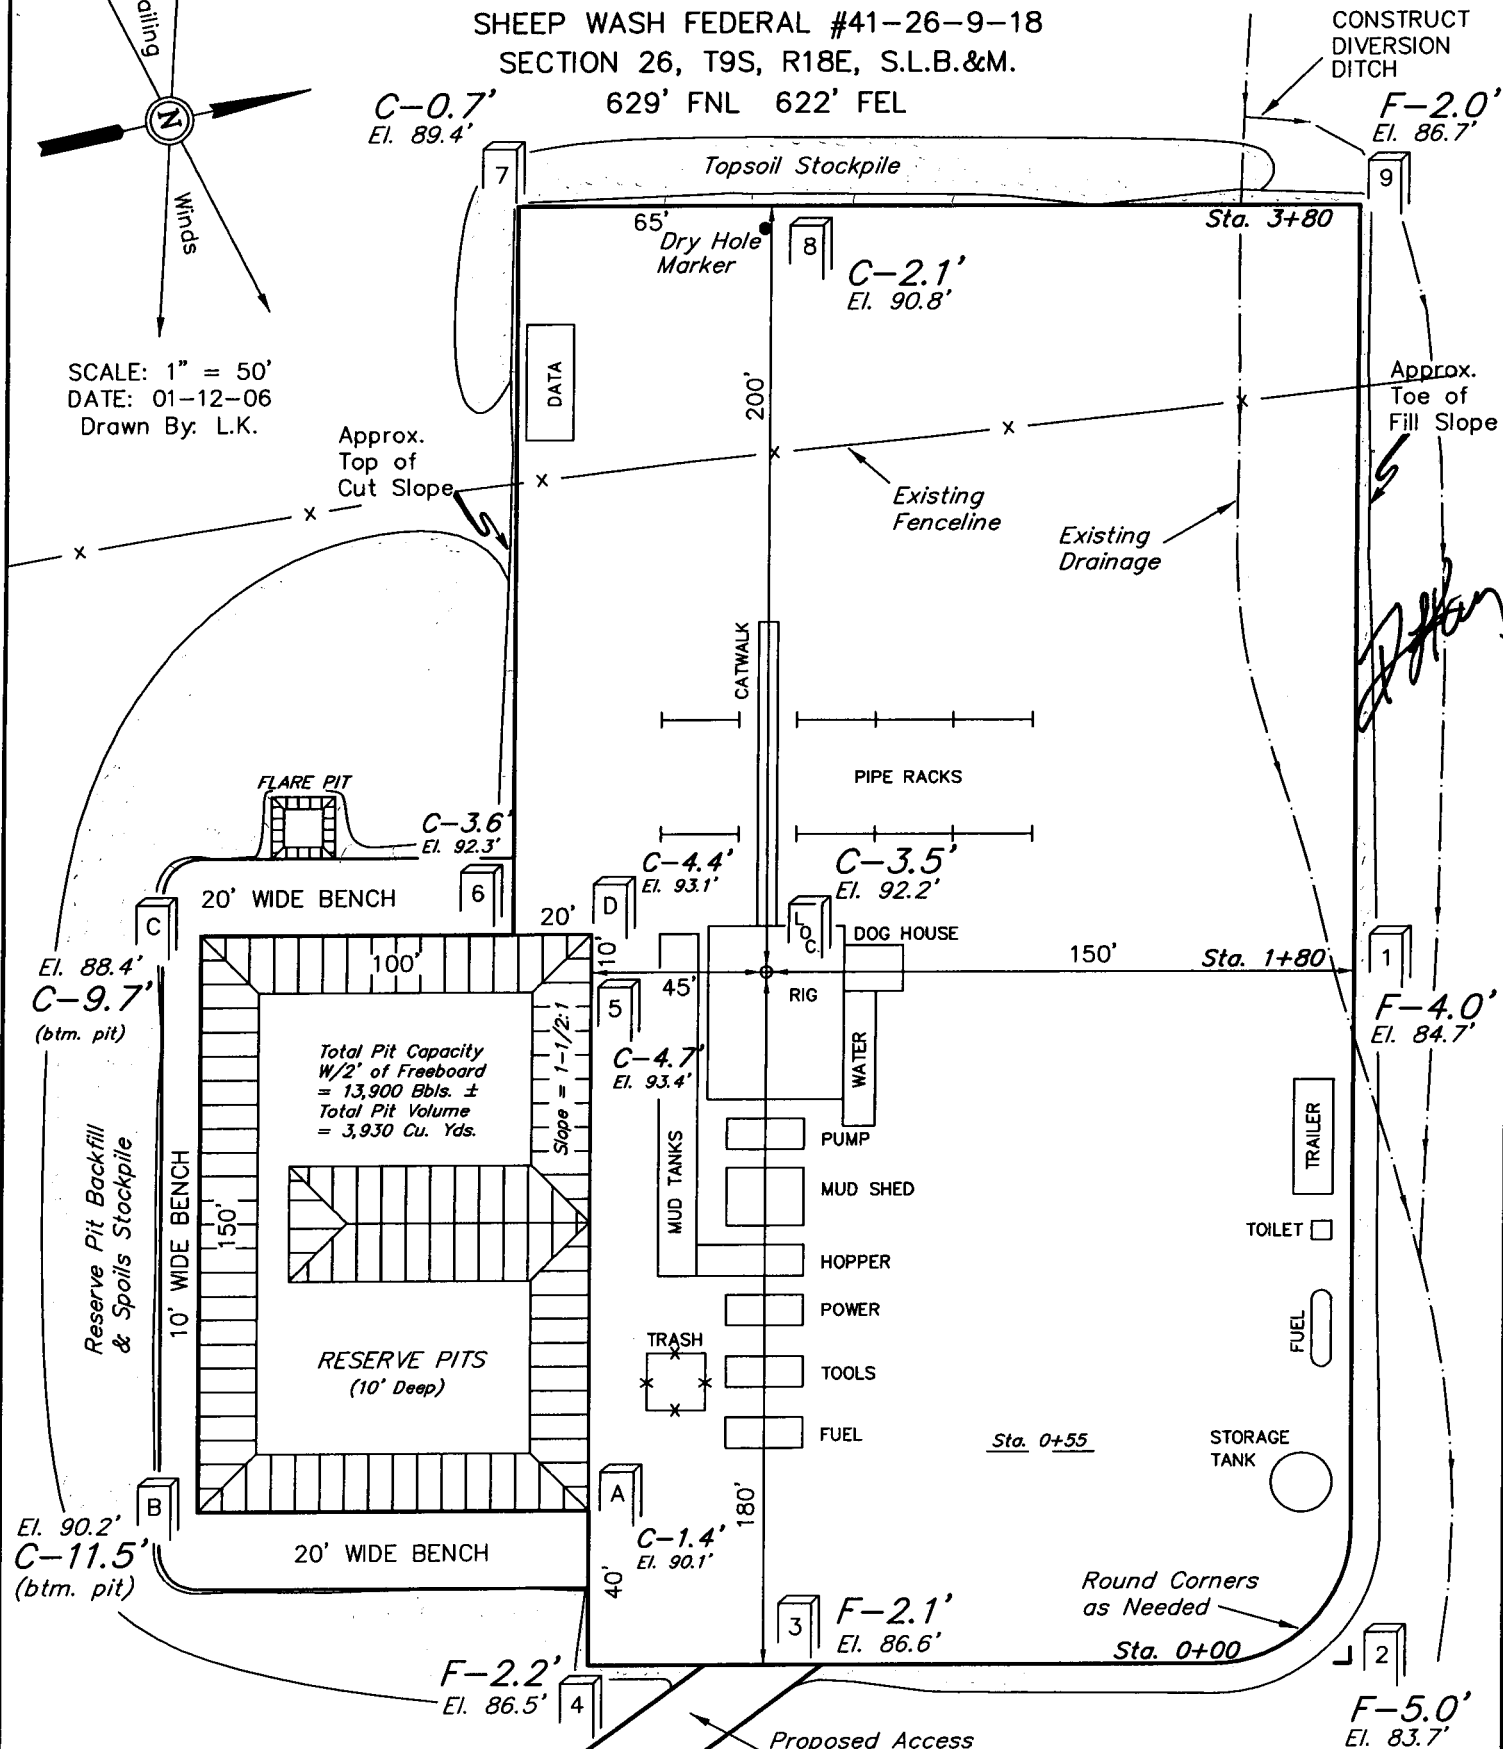 SHEEP WASH FEDERAL #41-26-9-18
SECTION 26, T9S, R18E, S.L.B.&M.
629' FNL 622' FEL
CONSTRUCT
DIVERSION
DITCH
N
Winds
C-0.7'
El. 89.4'
7
Topsoil Stockpile
F-2.0'
El. 86.7'
9
65'
Dry Hole
Marker
8
C-2.1'
El. 90.8'
Sta. 3+80
SCALE: 1" = 50'
DATE: 01-12-06
Drawn By: L.K.
DATA
200'
Approx.
Top of
Cut Slope
Approx.
Toe of
Fill Slope
Existing
Fenceline
Existing
Drainage
CATWALK
PIPE RACKS
FLARE PIT
C-3.6'
El. 92.3'
6
20' WIDE BENCH
C-4.4'
El. 93.1'
D
20'
10'
C-3.5'
El. 92.2'
LOC.
DOG HOUSE
C
El. 88.4'
C-9.7'
(btm. pit)
100'
45'
RIG
150'
Sta. 1+80
1
F-4.0'
El. 84.7'
5
C-4.7'
El. 93.4'
WATER
Total Pit Capacity
W/2' of Freeboard
= 13,900 Bbls. ±
Total Pit Volume
= 3,930 Cu. Yds.
Slope = 1-1/2:1
Reserve Pit Backfill
& Spoils Stockpile
10' WIDE BENCH
150'
MUD TANKS
PUMP
MUD SHED
HOPPER
POWER
TOOLS
FUEL
TRASH
TRAILER
TOILET
FUEL
STORAGE
TANK
RESERVE PITS
(10' Deep)
Sta. 0+55
B
El. 90.2'
C-11.5'
(btm. pit)
20' WIDE BENCH
A
C-1.4'
El. 90.1'
40'
180'
3
F-2.1'
El. 86.6'
Round Corners
as Needed
Sta. 0+00
2
F-5.0'
El. 83.7'
F-2.2'
El. 86.5'
4
Proposed Access